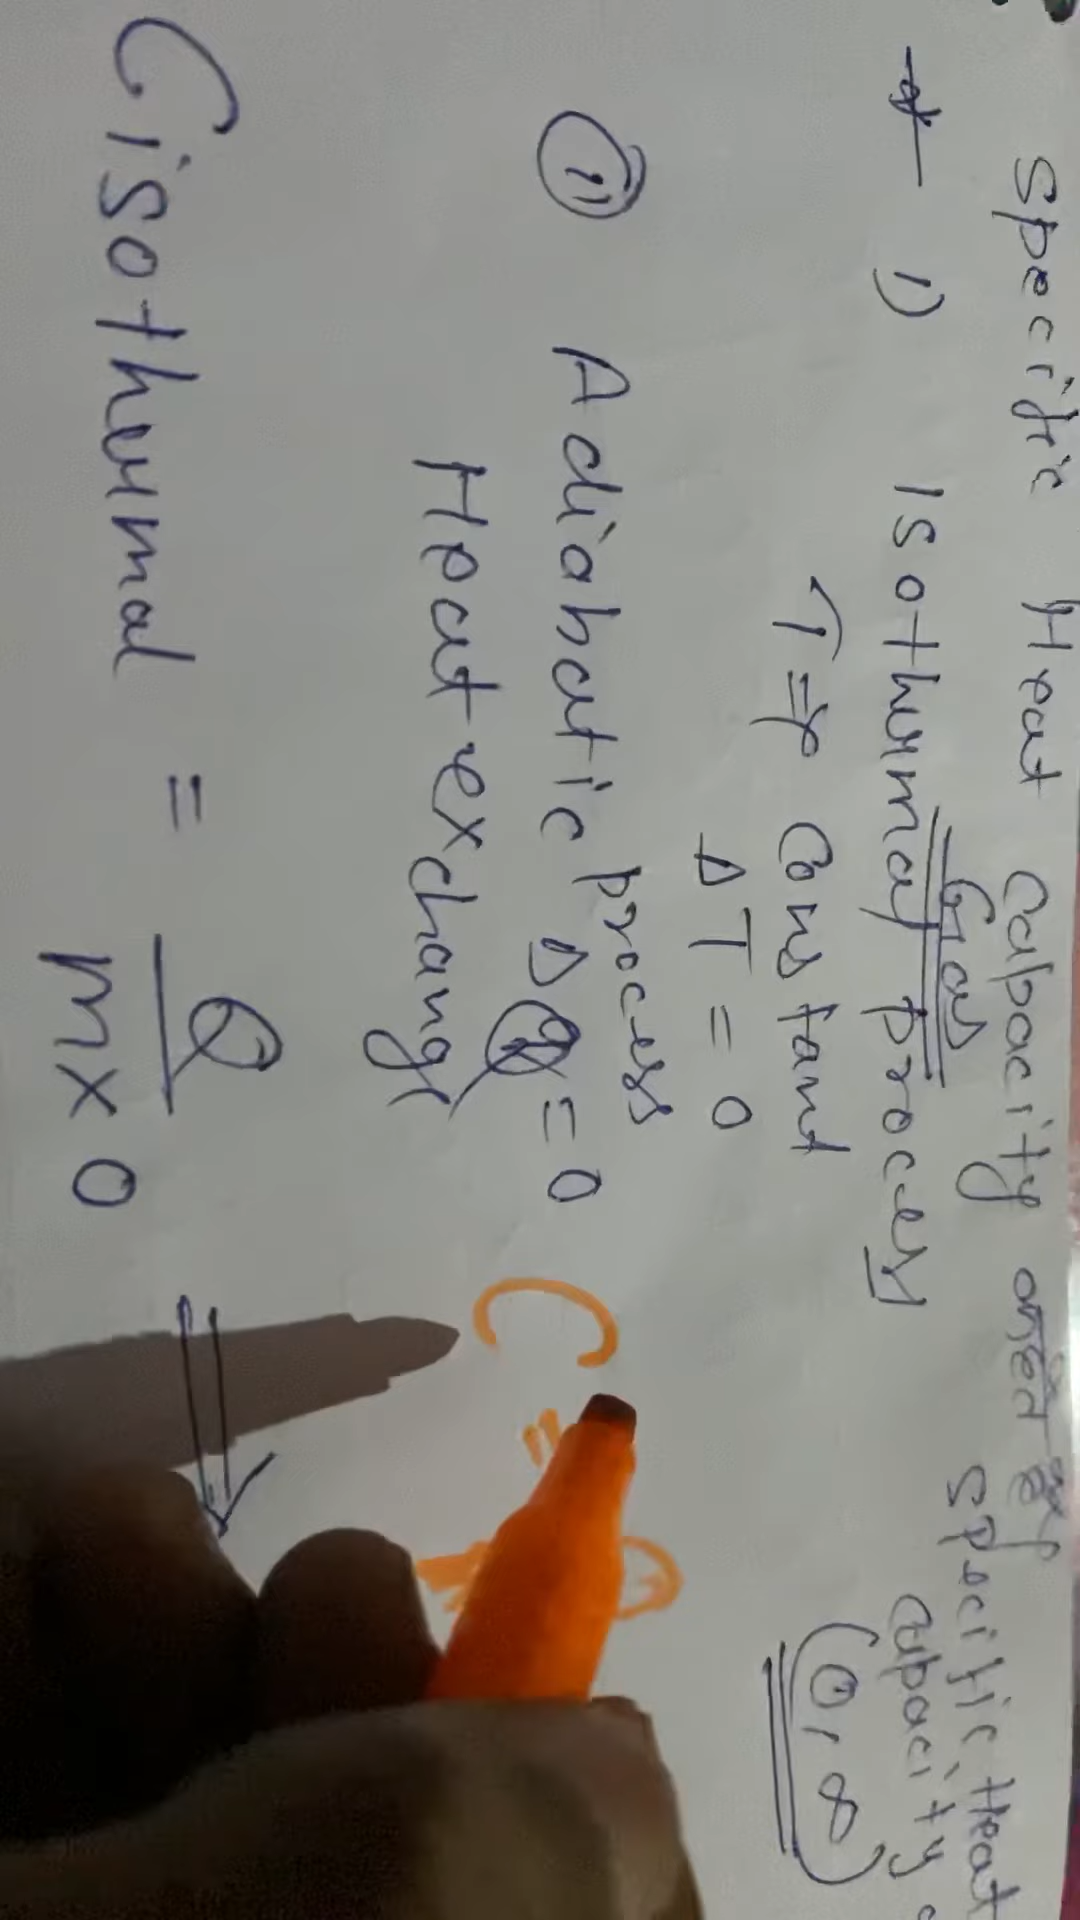 Specific Heat Capacity
Specific Heat
Capacity
Gas
(0, ∞)
1) Isothermal process
T => Constant
ΔT = 0
(ii) Adiabatic process
ΔQ = 0
Heat exchange
C =
C isothermal = Q
m x 0 ⇒